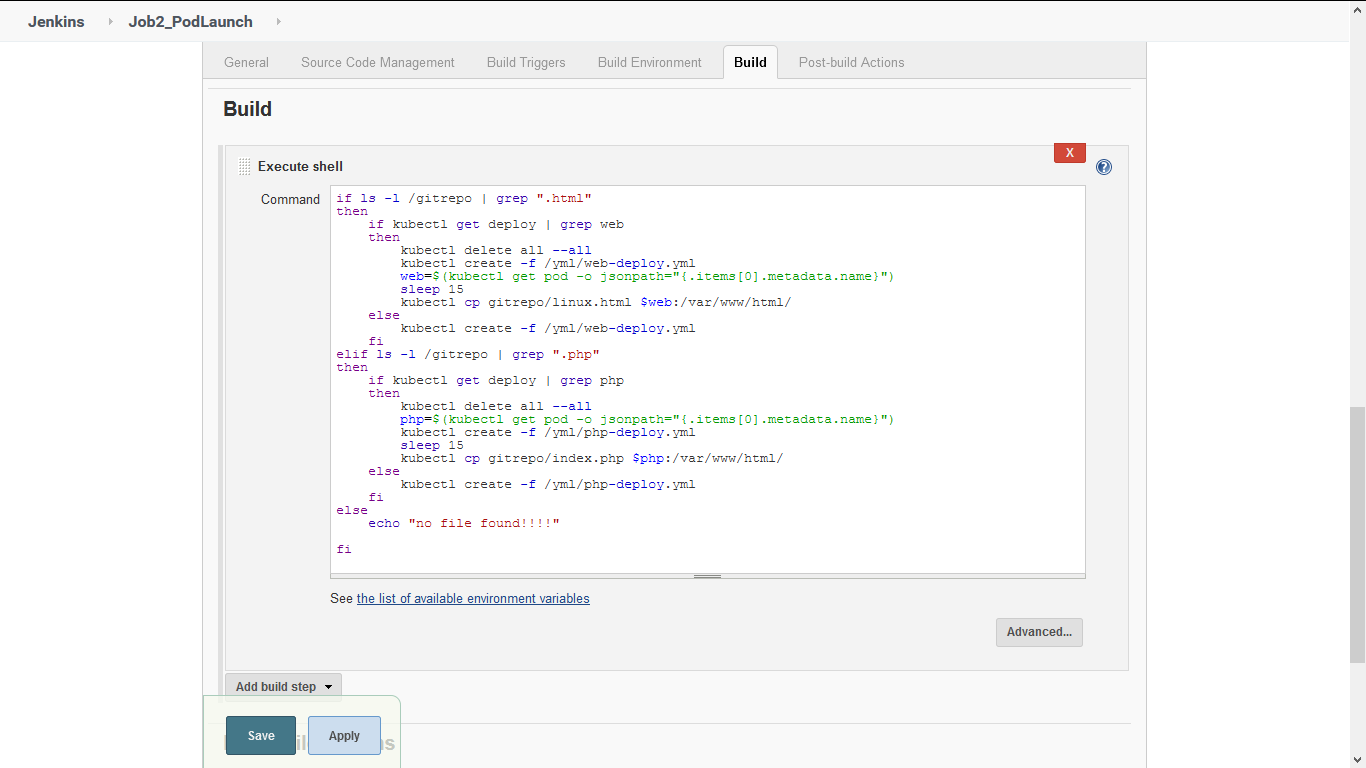 Jenkins Job2_PodLaunch
General Source Code Management Build Triggers Build Environment Build Post-build Actions
Build
Execute shell
X
?
Command
if ls -l /gitrepo | grep ".html"
then
    if kubectl get deploy | grep web
    then
        kubectl delete all --all
        kubectl create -f /yml/web-deploy.yml
        web=$(kubectl get pod -o jsonpath="{.items[0].metadata.name}")
        sleep 15
        kubectl cp gitrepo/linux.html $web:/var/www/html/
    else
        kubectl create -f /yml/web-deploy.yml
    fi
elif ls -l /gitrepo | grep ".php"
then
    if kubectl get deploy | grep php
    then
        kubectl delete all --all
        php=$(kubectl get pod -o jsonpath="{.items[0].metadata.name}")
        kubectl create -f /yml/php-deploy.yml
        sleep 15
        kubectl cp gitrepo/index.php $php:/var/www/html/
    else
        kubectl create -f /yml/php-deploy.yml
    fi
else
    echo "no file found!!!!"
fi
See the list of available environment variables
Advanced...
Add build step
Save Apply